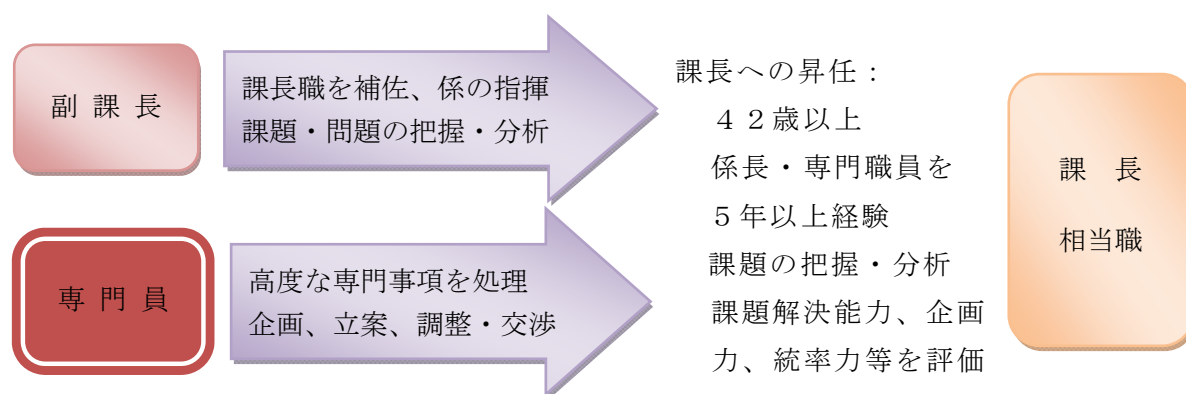 副課長
課長職を補佐、係の指揮
課題・問題の把握・分析
専門員
高度な専門事項を処理
企画、立案、調整・交渉
課長への昇任：
４２歳以上
係長・専門職員を
５年以上経験
課題の把握・分析
課題解決能力、企画
力、統率力等を評価
課　長
相当職